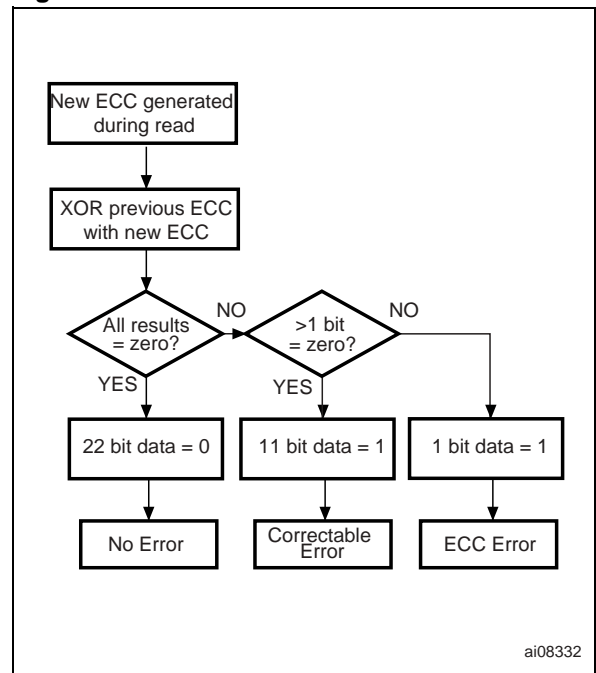 New ECC generated
during read
XOR previous ECC
with new ECC
All results
= zero?
NO
>1 bit
= zero?
NO
YES
YES
22 bit data = 0
11 bit data = 1
1 bit data = 1
No Error
Correctable
Error
ECC Error
ai08332